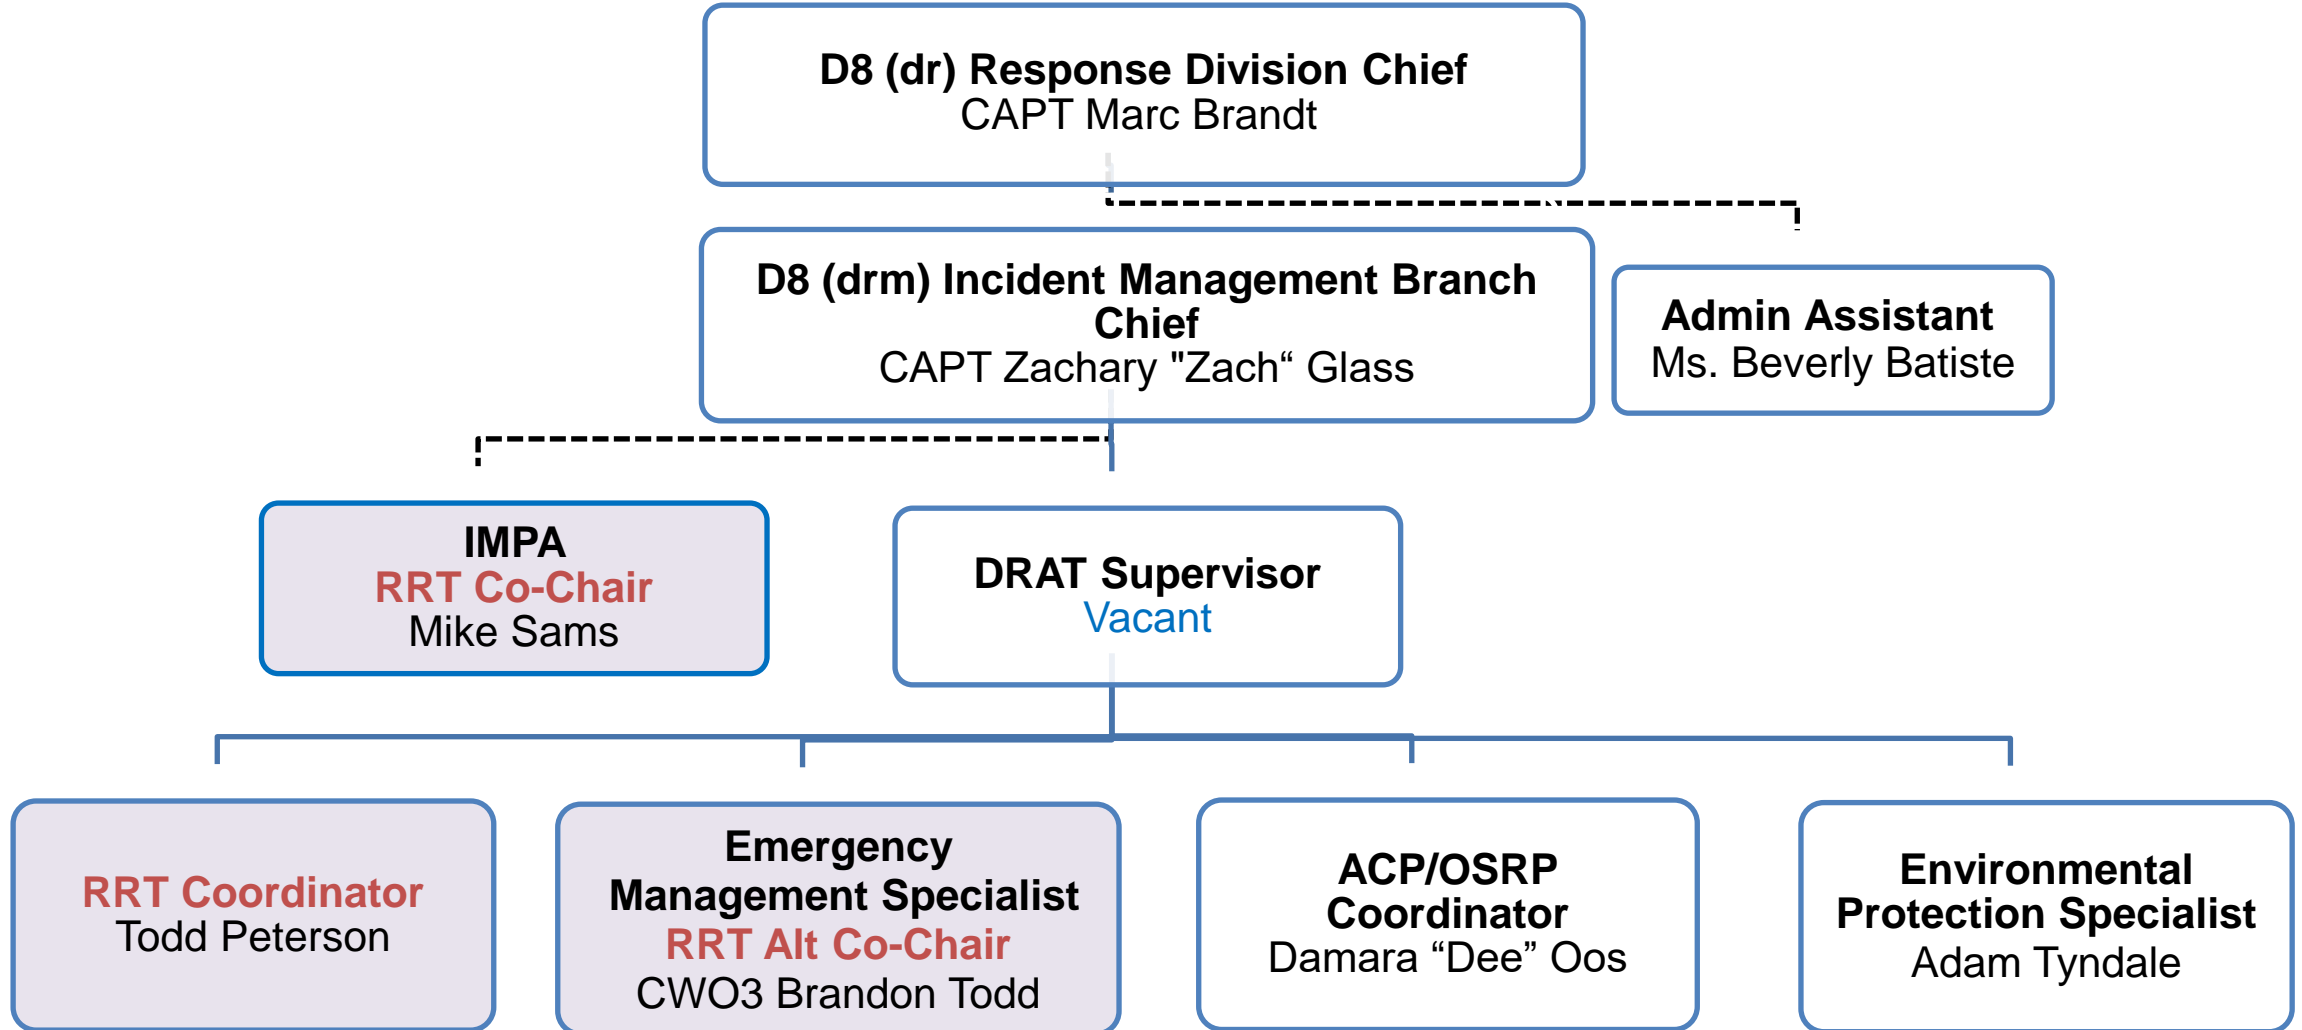 D8 (dr) Response Division Chief
CAPT Marc Brandt
D8 (drm) Incident Management Branch
Chief
CAPT Zachary "Zach“ Glass
Admin Assistant
Ms. Beverly Batiste
IMPA
RRT Co-Chair
Mike Sams
DRAT Supervisor
Vacant
RRT Coordinator
Todd Peterson
Emergency
Management Specialist
RRT Alt Co-Chair
CWO3 Brandon Todd
ACP/OSRP
Coordinator
Damara “Dee” Oos
Environmental
Protection Specialist
Adam Tyndale